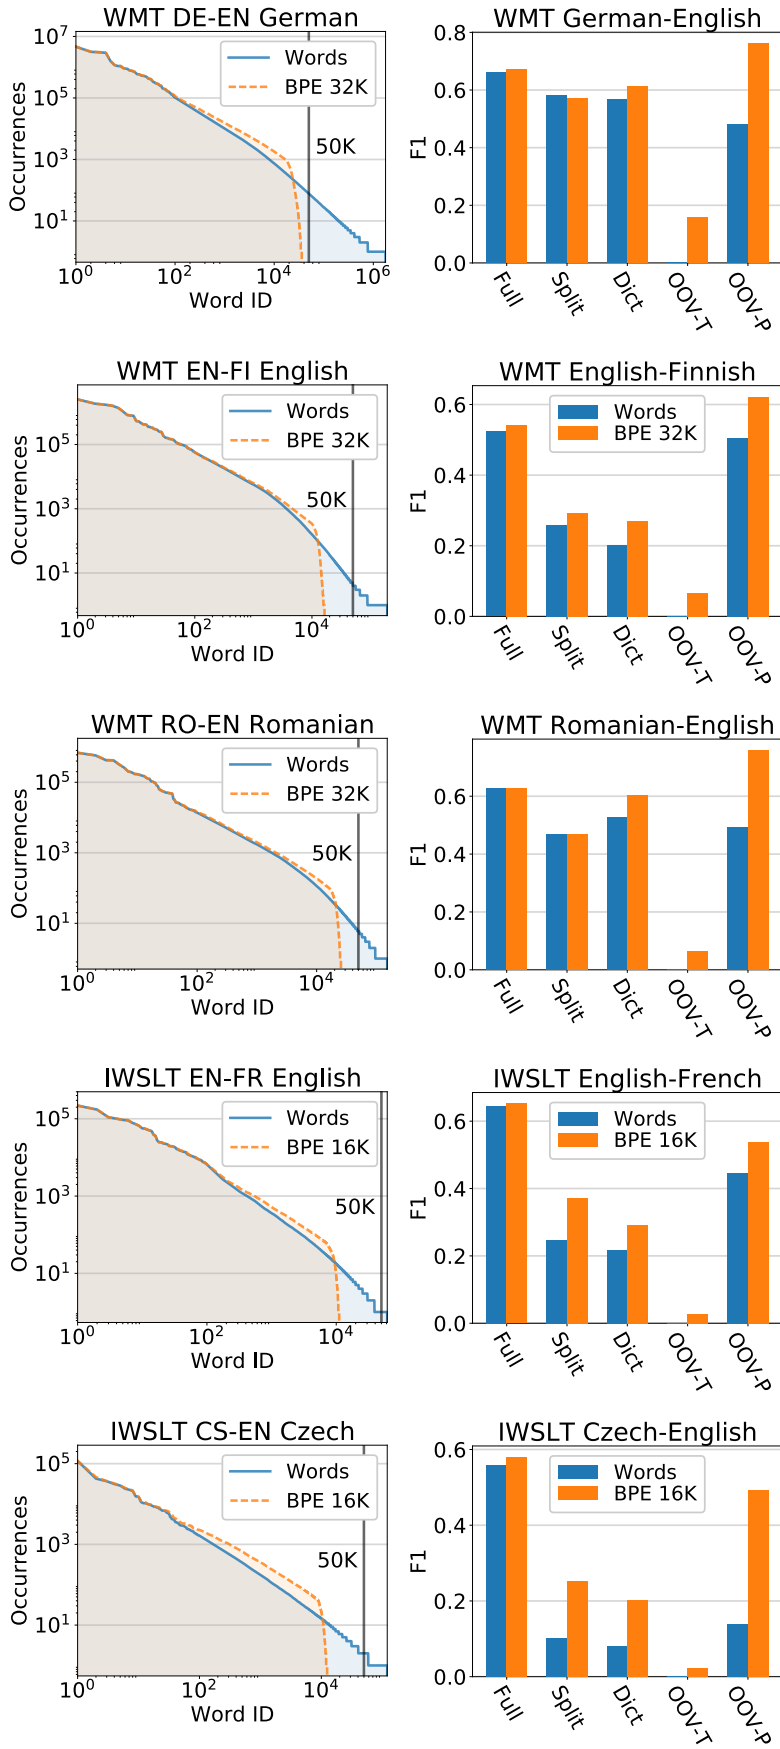 WMT DE-EN German
Occurrences
10^7
10^5
10^3
10^1
Words
BPE 32K
50K
10^0
10^2
10^4
10^6
Word ID
WMT German-English
F1
0.8
0.6
0.4
0.2
0.0
Full
Split
Dict
OOV-T
OOV-P
WMT EN-FI English
Occurrences
10^5
10^3
10^1
Words
BPE 32K
50K
10^0
10^2
10^4
Word ID
WMT English-Finnish
F1
0.6
0.4
0.2
0.0
Words
BPE 32K
Full
Split
Dict
OOV-T
OOV-P
WMT RO-EN Romanian
Occurrences
10^5
10^3
10^1
Words
BPE 32K
50K
10^0
10^2
10^4
Word ID
WMT Romanian-English
F1
0.6
0.4
0.2
0.0
Full
Split
Dict
OOV-T
OOV-P
IWSLT EN-FR English
Occurrences
10^5
10^3
10^1
Words
BPE 16K
50K
10^0
10^2
10^4
Word ID
IWSLT English-French
F1
0.6
0.4
0.2
0.0
Words
BPE 16K
Full
Split
Dict
OOV-T
OOV-P
IWSLT CS-EN Czech
Occurrences
10^5
10^3
10^1
Words
BPE 16K
50K
10^0
10^2
10^4
Word ID
IWSLT Czech-English
F1
0.6
0.4
0.2
0.0
Words
BPE 16K
Full
Split
Dict
OOV-T
OOV-P